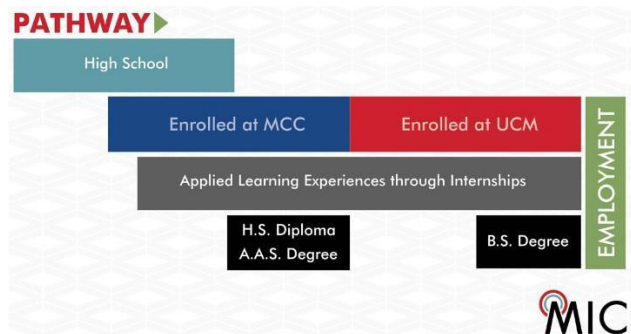 PATHWAY
High School
Enrolled at MCC
Enrolled at UCM
Applied Learning Experiences through Internships
H.S. Diploma
A.A.S. Degree
B.S. Degree
EMPLOYMENT
MIC